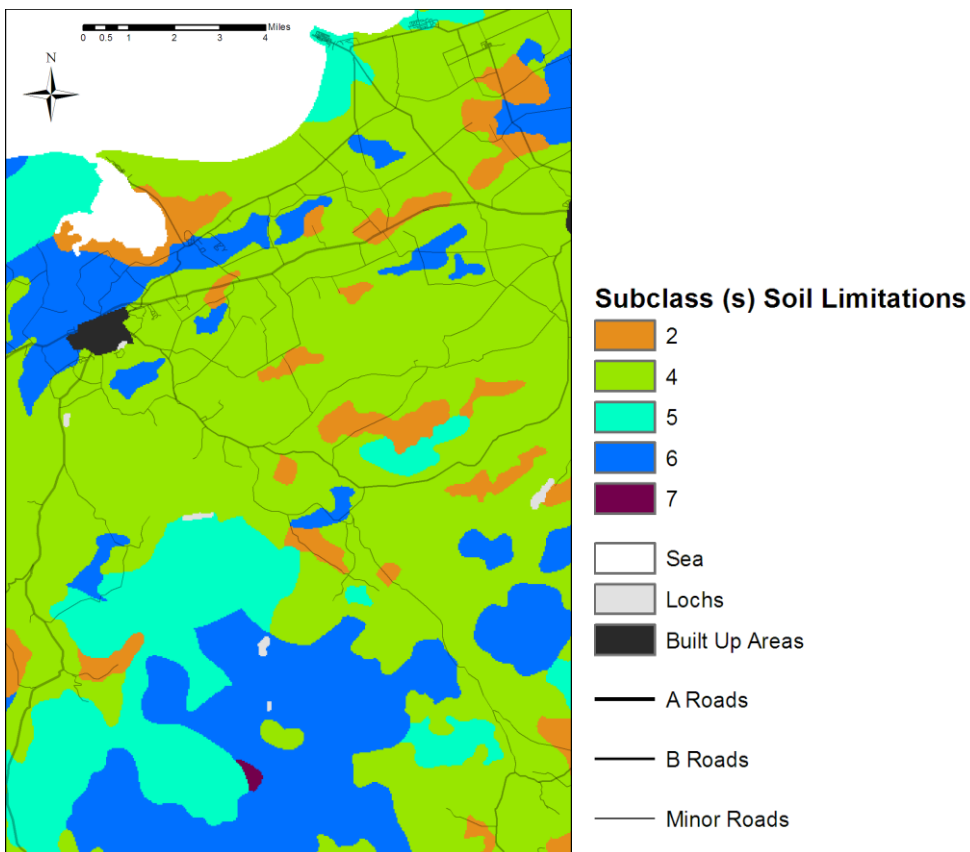 Miles
0 0.5 1 2 3 4
N
Subclass (s) Soil Limitations
2
4
5
6
7
Sea
Lochs
Built Up Areas
A Roads
B Roads
Minor Roads